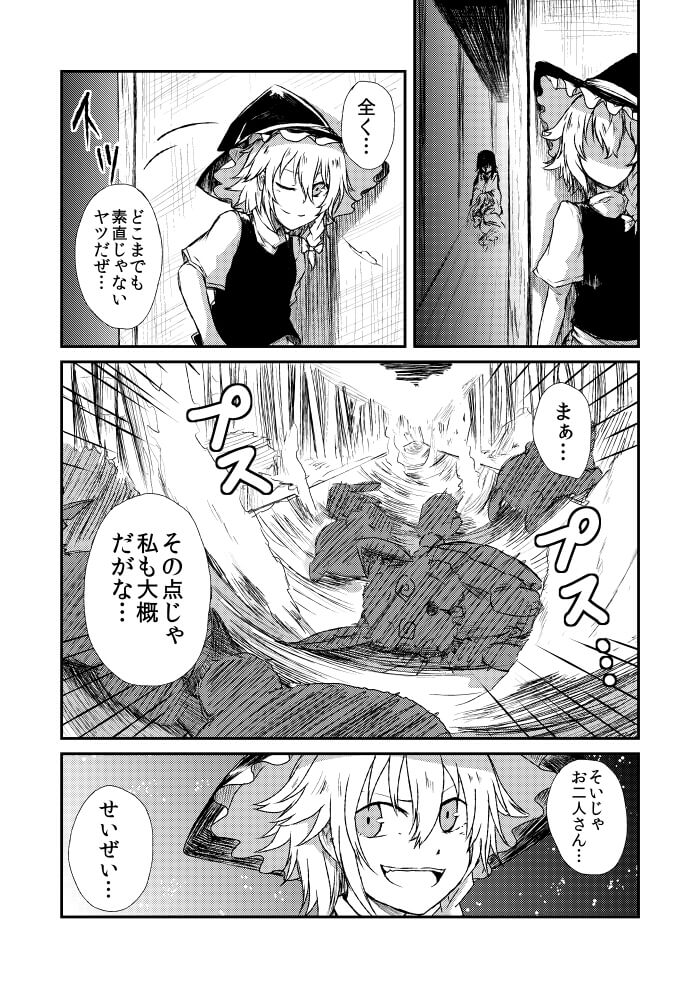 全く…
どこまでも
素直じゃない
ヤツだぜ…
まぁ…
プス
プス…
その点じゃ
私も大概
だがな…
そいじゃ
お二人さん…
せいぜい…